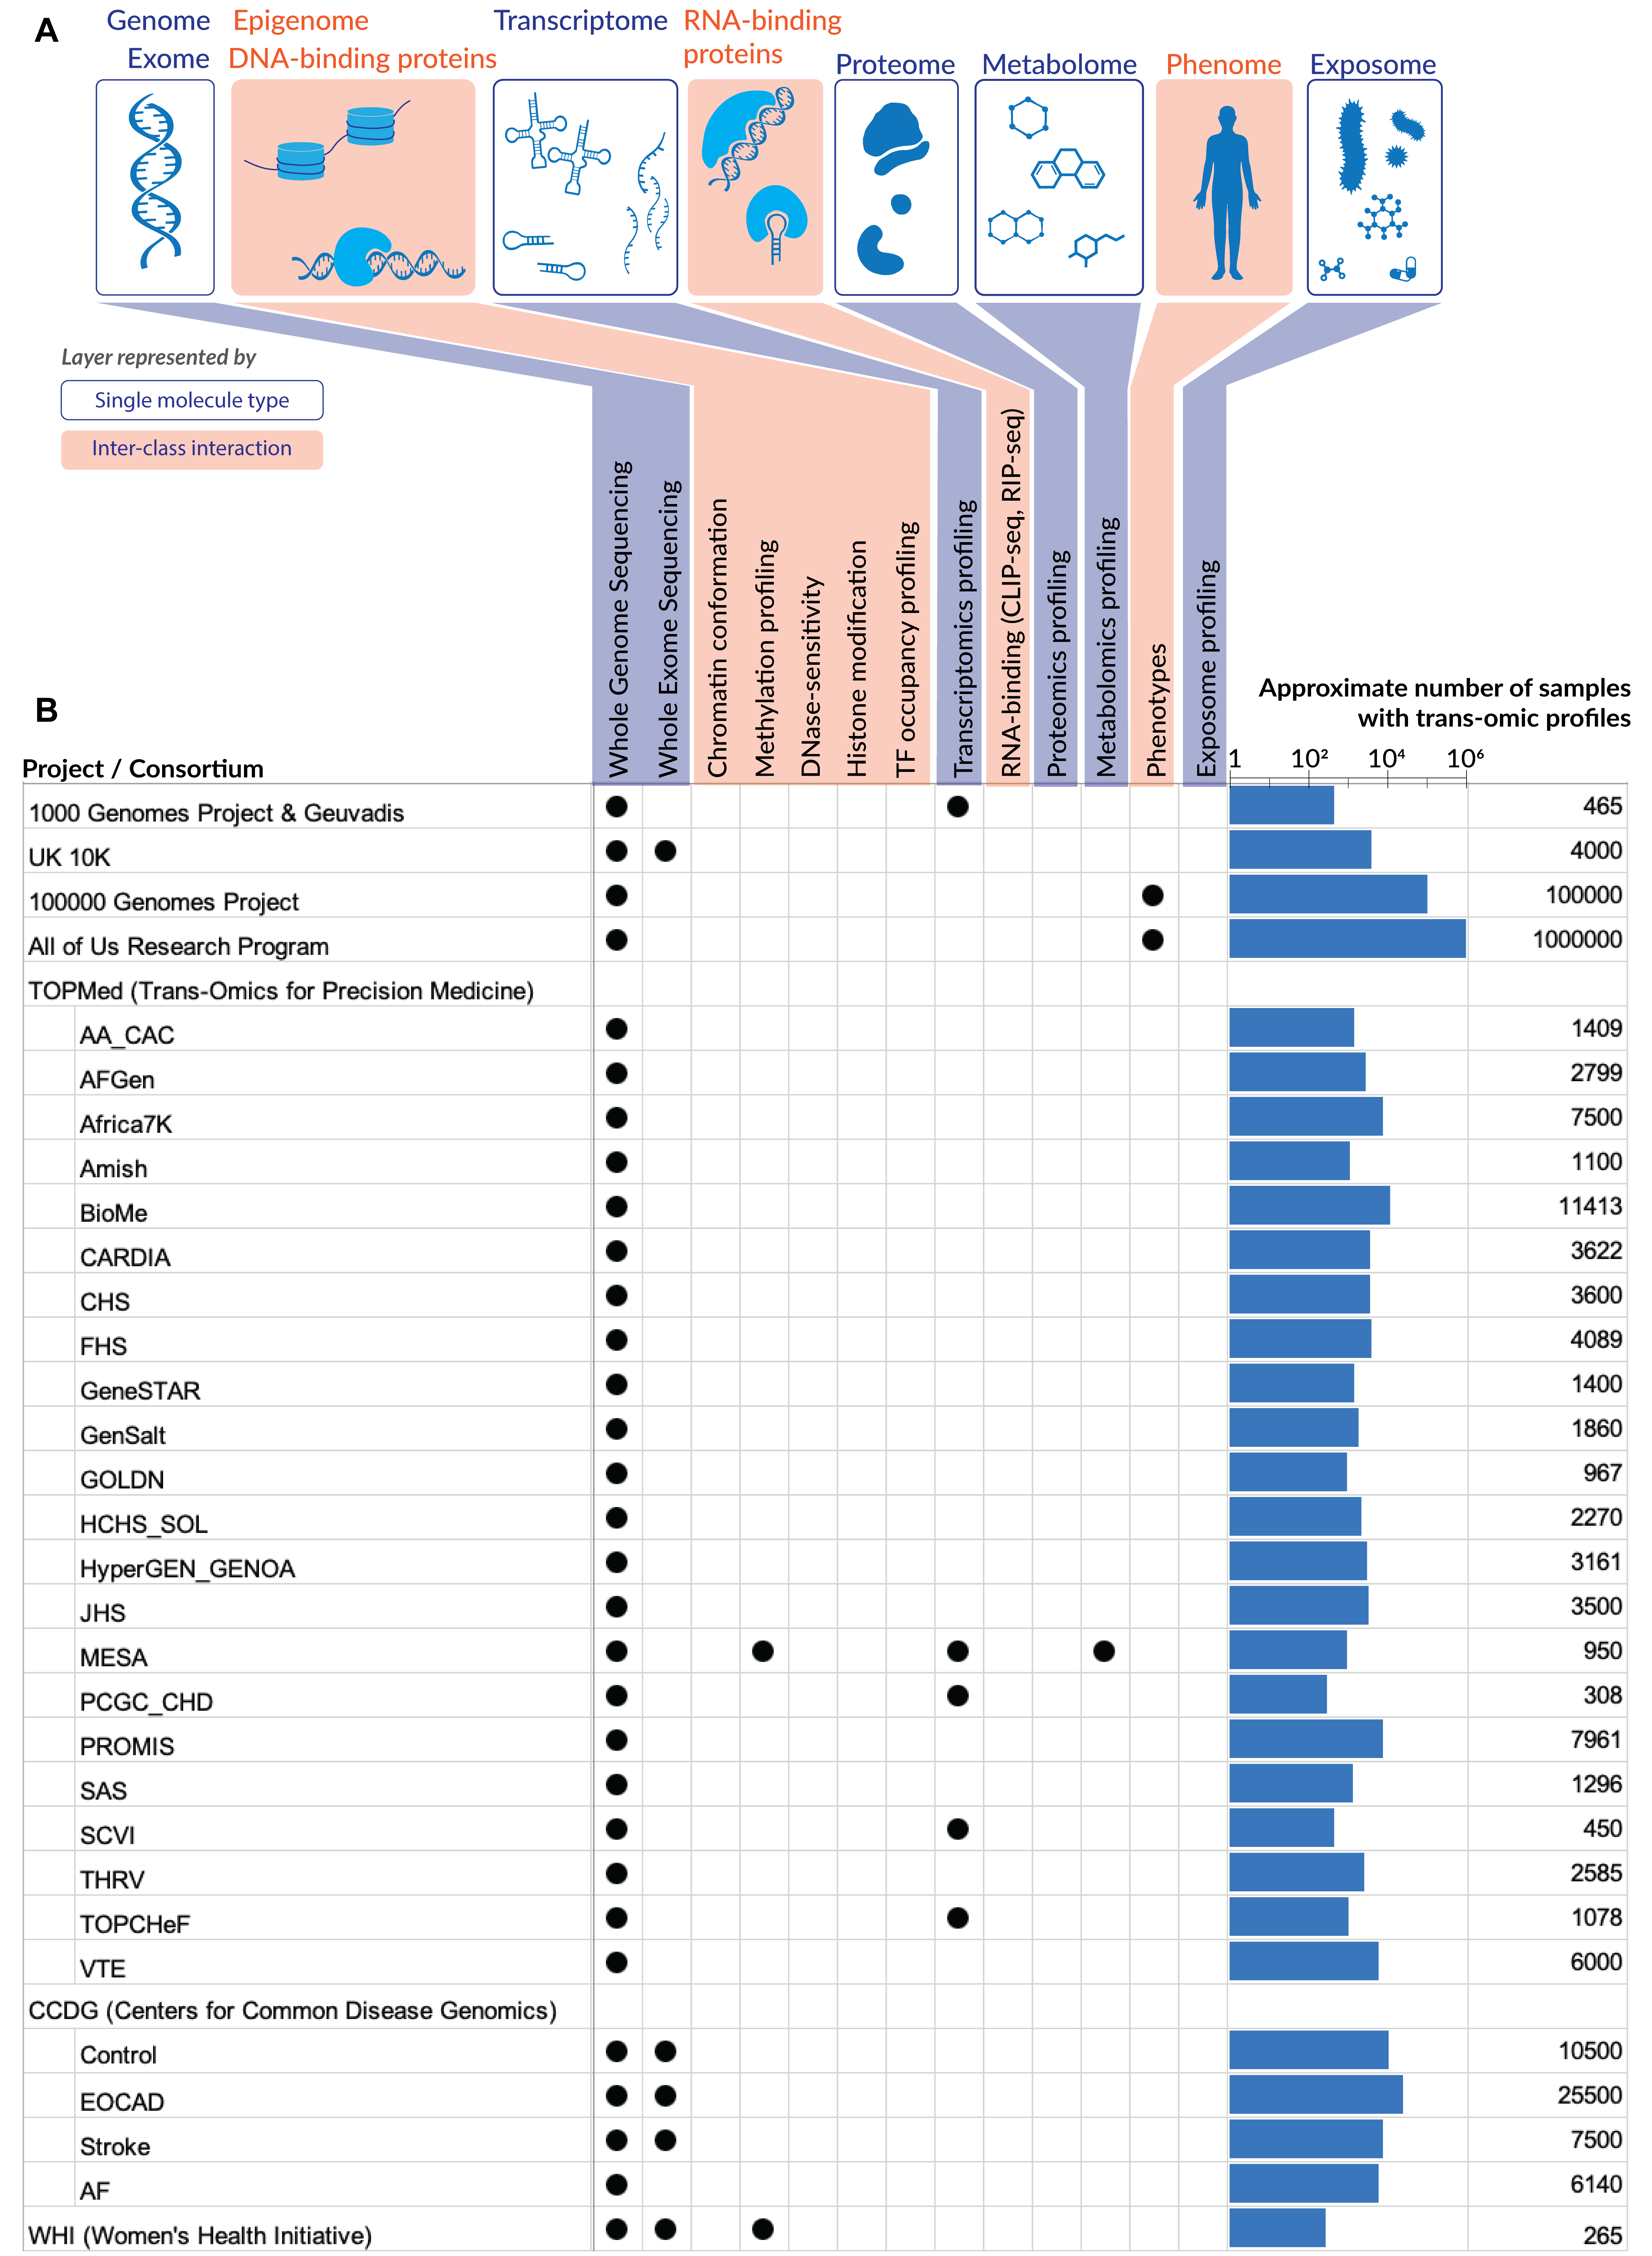 A
Genome
Exome
Epigenome
DNA-binding proteins
Transcriptome
RNA-binding
proteins
Proteome
Metabolome
Phenome
Exposome
Layer represented by
Single molecule type
Inter-class interaction
B
Project / Consortium
Whole Genome Sequencing
Whole Exome Sequencing
Chromatin conformation
Methylation profiling
DNase-sensitivity
Histone modification
TF occupancy profiling
Transcriptomics profiling
RNA-binding (CLIP-seq, RIP-seq)
Proteomics profiling
Metabolomics profiling
Phenotypes
Exposome profiling
Approximate number of samples
with trans-omic profiles
1 10² 10⁴ 10⁶
1000 Genomes Project & Geuvadis 465
UK 10K 4000
100000 Genomes Project 100000
All of Us Research Program 1000000
TOPMed (Trans-Omics for Precision Medicine)
AA_CAC 1409
AFGen 2799
Africa7K 7500
Amish 1100
BioMe 11413
CARDIA 3622
CHS 3600
FHS 4089
GeneSTAR 1400
GenSalt 1860
GOLDN 967
HCHS_SOL 2270
HyperGEN_GENOA 3161
JHS 3500
MESA 950
PCGC_CHD 308
PROMIS 7961
SAS 1296
SCVI 450
THRV 2585
TOPCHeF 1078
VTE 6000
CCDG (Centers for Common Disease Genomics)
Control 10500
EOCAD 25500
Stroke 7500
AF 6140
WHI (Women's Health Initiative) 265